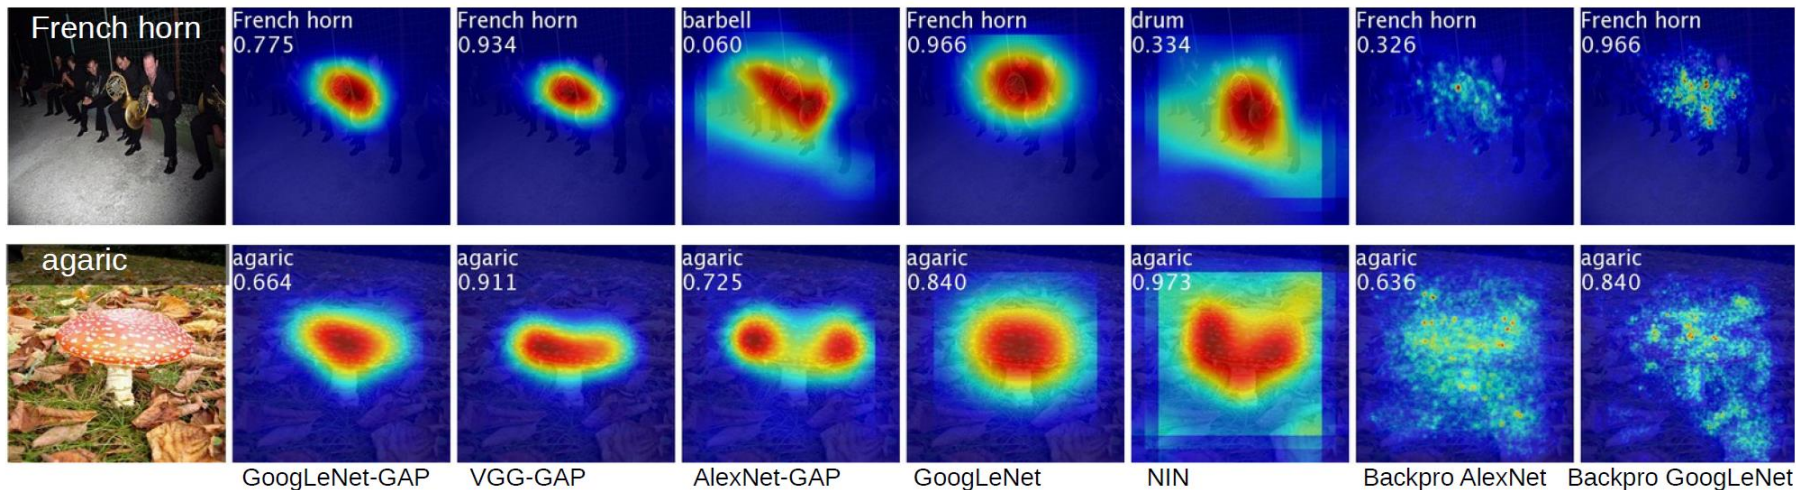 French horn
French horn
0.775
French horn
0.934
barbell
0.060
French horn
0.966
drum
0.334
French horn
0.326
French horn
0.966
agaric
agaric
0.664
agaric
0.911
agaric
0.725
agaric
0.840
agaric
0.973
agaric
0.636
agaric
0.840
GoogLeNet-GAP
VGG-GAP
AlexNet-GAP
GoogLeNet
NIN
Backpro AlexNet
Backpro GoogLeNet